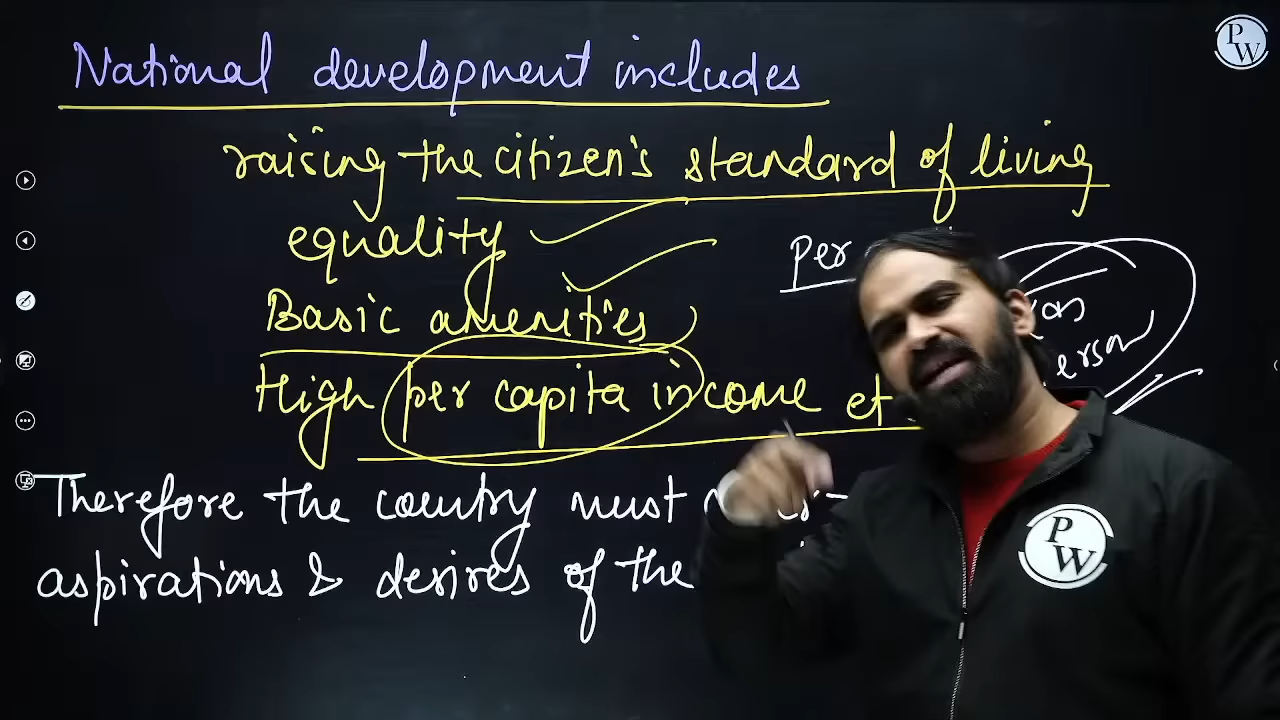 PW
National development includes
raising the citizen's standard of living
equality
Per
Basic amenities
High per capita income
erson
Therefore the country must
aspirations & desires of the
PW